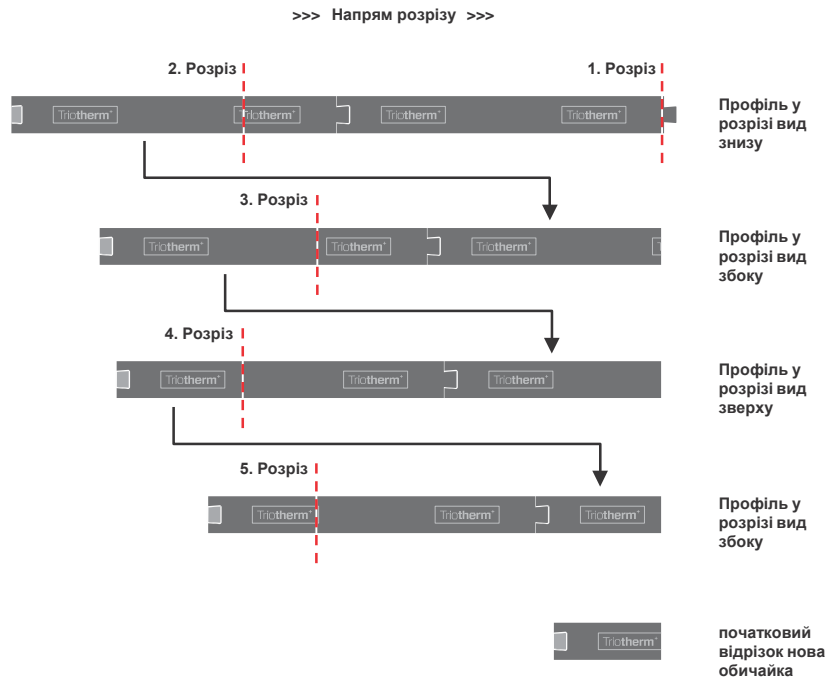 >>> Напрям розрізу >>>
2. Розріз
1. Розріз
Triotherm+ Triotherm+ Triotherm+ Triotherm+
Профіль у
розрізі вид
знизу
3. Розріз
Triotherm+ Triotherm+ Triotherm+ T
Профіль у
розрізі вид
збоку
4. Розріз
Triotherm+ Triotherm+ Triotherm+
Профіль у
розрізі вид
зверху
5. Розріз
Triotherm+ Triotherm+ Triotherm+
Профіль у
розрізі вид
збоку
Triotherm+
початковий
відрізок нова
обичайка